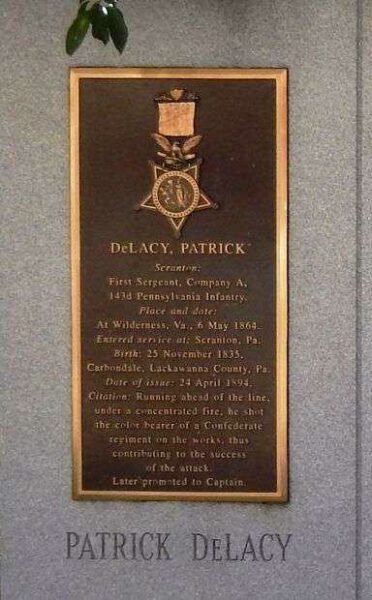 DeLACY, PATRICK
Scranton:
First Sergeant, Company A,
143d Pennsylvania Infantry.
Place and date:
At Wilderness, Va., 6 May 1864.
Entered service at: Scranton, Pa.
Birth: 25 November 1835,
Carbondale, Lackawanna County, Pa.
Date of issue: 24 April 1894.
Citation: Running ahead of the line,
under a concentrated fire, he shot
the color bearer of a Confederate
regiment on the works, thus
contributing to the success
of the attack.
Later promoted to Captain.
PATRICK DeLACY